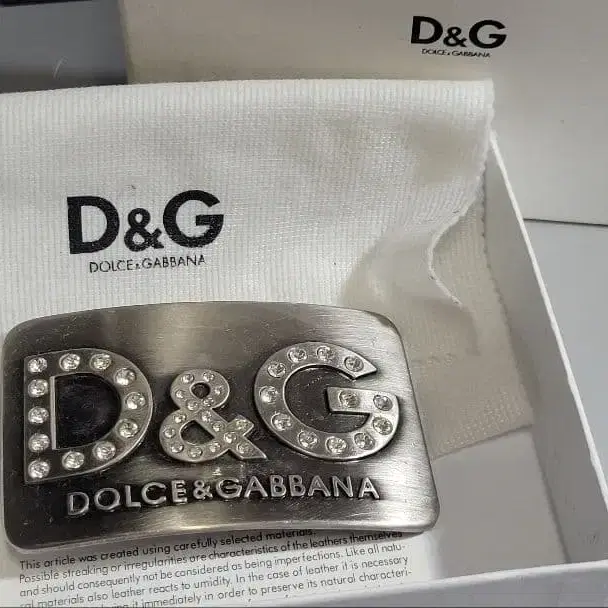 D&G
DOLCE & GABBANA
D&G
DOLCE & GABBANA
D&G
DOLCE&GABBANA
This article was created using carefully selected materials.
Possible streaking or irregularities are characteristics of the leathers themselves
and should consequently not be considered as being imperfections. Like all natu-
ral materials also leather reacts to umidity. In the case of leather it is necessary
it immediately in order to preserve its natural characteri-